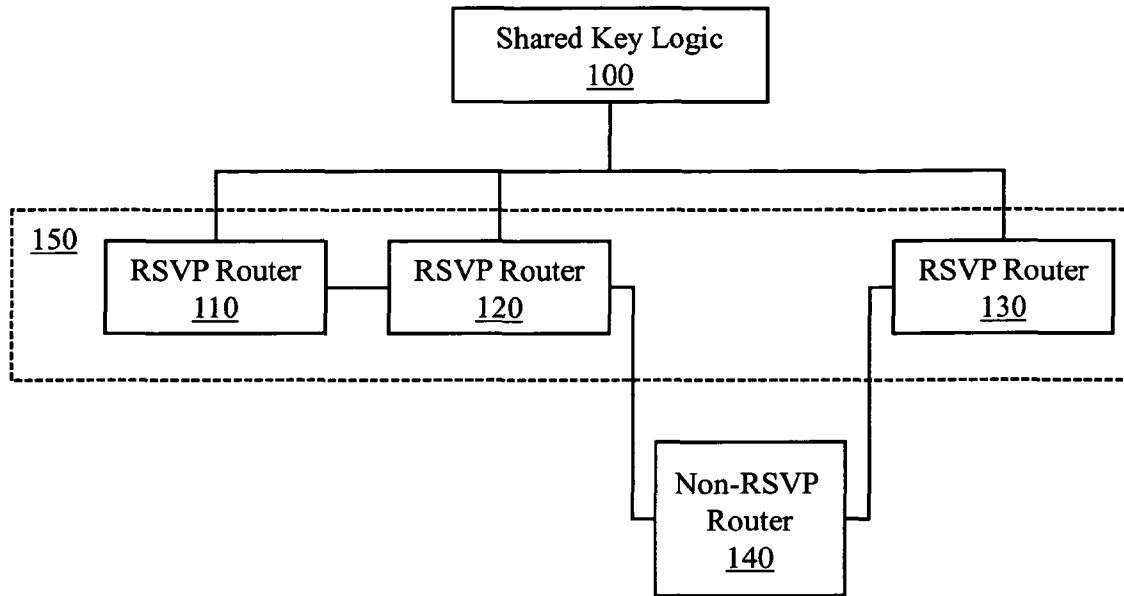 Shared Key Logic
100
150
RSVP Router
110
RSVP Router
120
RSVP Router
130
Non-RSVP
Router
140